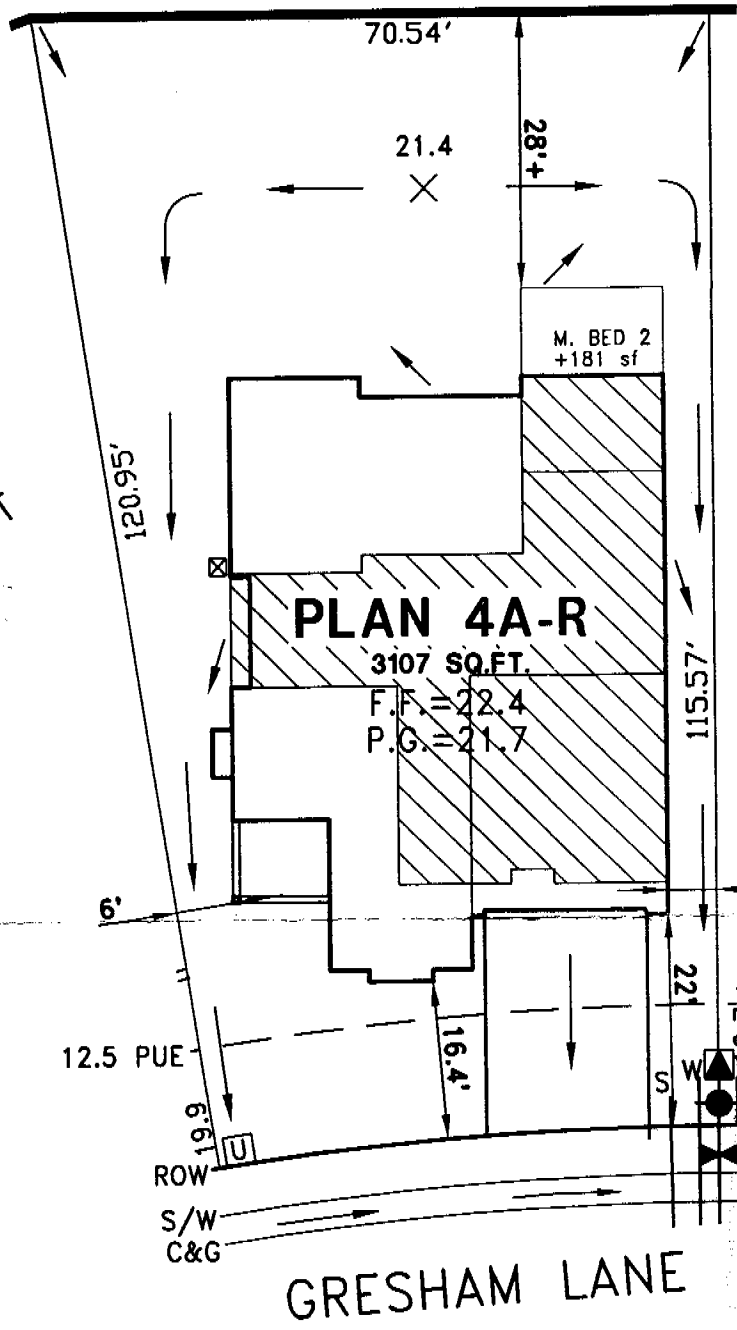 70.54'
28'+
21.4
M. BED 2
+181 sf
120.95'
PLAN 4A-R
3107 SQ.FT.
F.F.=22.4
P.G.=21.7
115.57'
6'
22'
12.5 PUE
16.4'
S
W
19.9
U
ROW
S/W
C&G
GRESHAM LANE